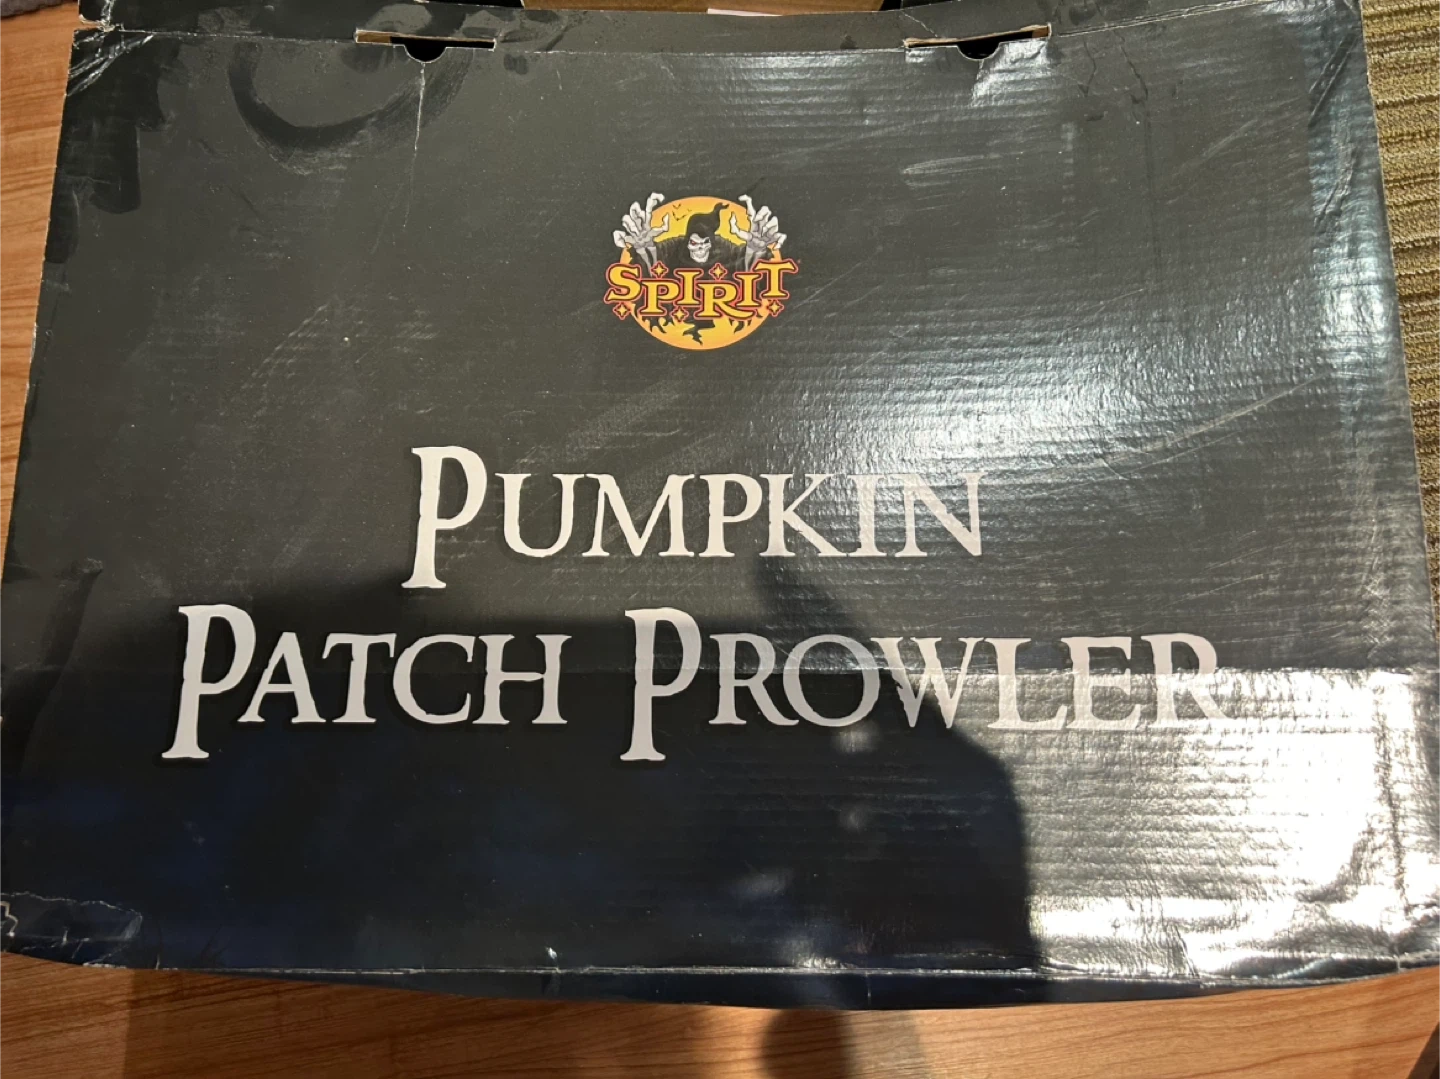 SPIRIT
PUMPKIN
PATCH PROWLER